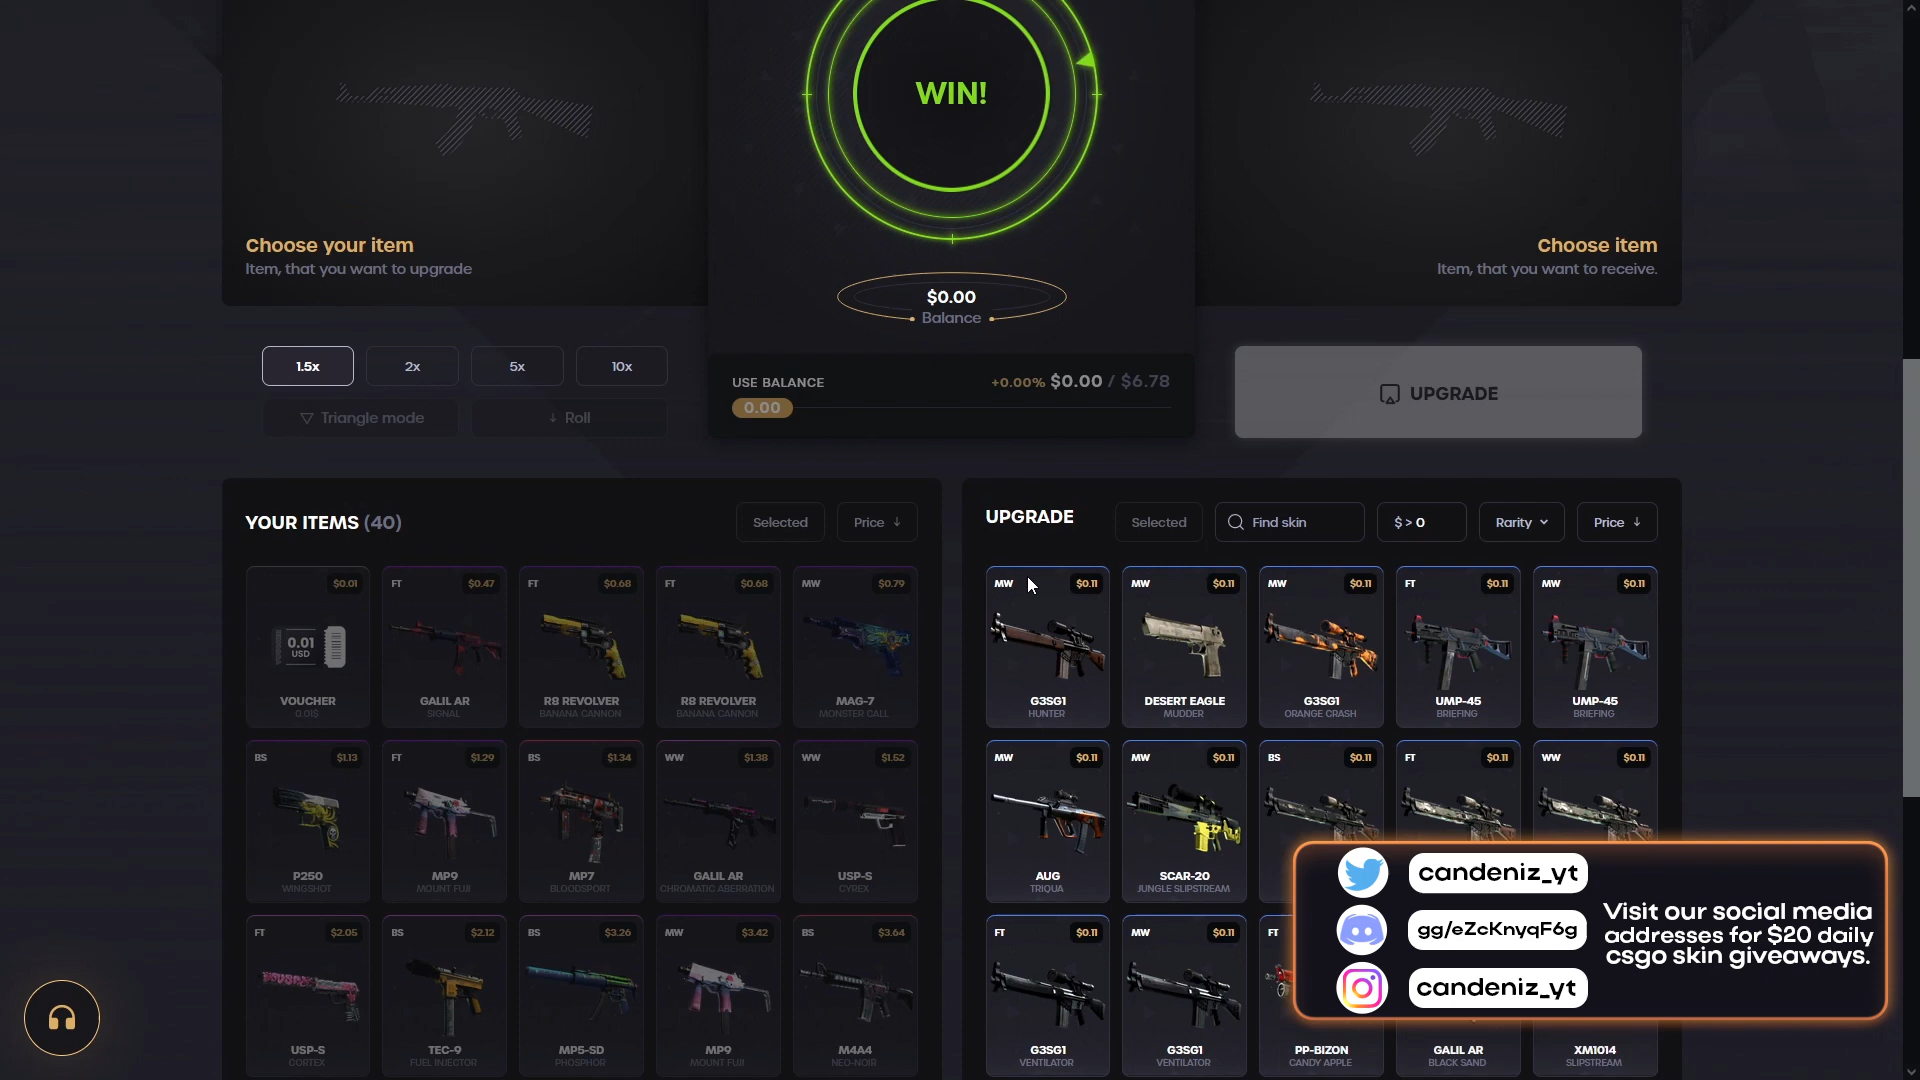 WIN!
Choose your item
Item, that you want to upgrade
Choose item
Item, that you want to receive.
$0.00
Balance
1.5x
2x
5x
10x
Triangle mode
Roll
USE BALANCE
+0.00% $0.00 / $6.78
0.00
UPGRADE
YOUR ITEMS (40)
Selected
Price
$0.01
0.01
USD
VOUCHER
0.01$
FT
$0.47
GALIL AR
SIGNAL
FT
$0.68
R8 REVOLVER
BANANA CANNON
FT
$0.68
R8 REVOLVER
BANANA CANNON
MW
$0.79
MAG-7
MONSTER CALL
BS
$1.13
P250
WINGSHOT
FT
$1.29
MP9
MOUNT FUJI
BS
$1.34
MP7
BLOODSPORT
WW
$1.38
GALIL AR
CHROMATIC ABERRATION
WW
$1.52
USP-S
CYREX
FT
$2.05
USP-S
CORTEX
BS
$2.12
TEC-9
FUEL INJECTOR
BS
$3.26
MP5-SD
PHOSPHOR
MW
$3.42
MP9
MOUNT FUJI
BS
$3.64
M4A4
NEO-NOIR
UPGRADE
Selected
Find skin
$ > 0
Rarity
Price
MW
$0.11
G3SG1
HUNTER
MW
$0.11
DESERT EAGLE
MUDDER
MW
$0.11
G3SG1
ORANGE CRASH
FT
$0.11
UMP-45
BRIEFING
MW
$0.11
UMP-45
BRIEFING
MW
$0.11
AUG
TRIQUA
MW
$0.11
SCAR-20
JUNGLE SLIPSTREAM
BS
$0.11
FT
$0.11
WW
$0.11
FT
$0.11
G3SG1
VENTILATOR
MW
$0.11
G3SG1
VENTILATOR
FT
PP-BIZON
CANDY APPLE
GALIL AR
BLACK SAND
XM1014
SLIPSTREAM
candeniz_yt
gg/eZcKnyqF6g
candeniz_yt
Visit our social media
addresses for $20 daily
csgo skin giveaways.